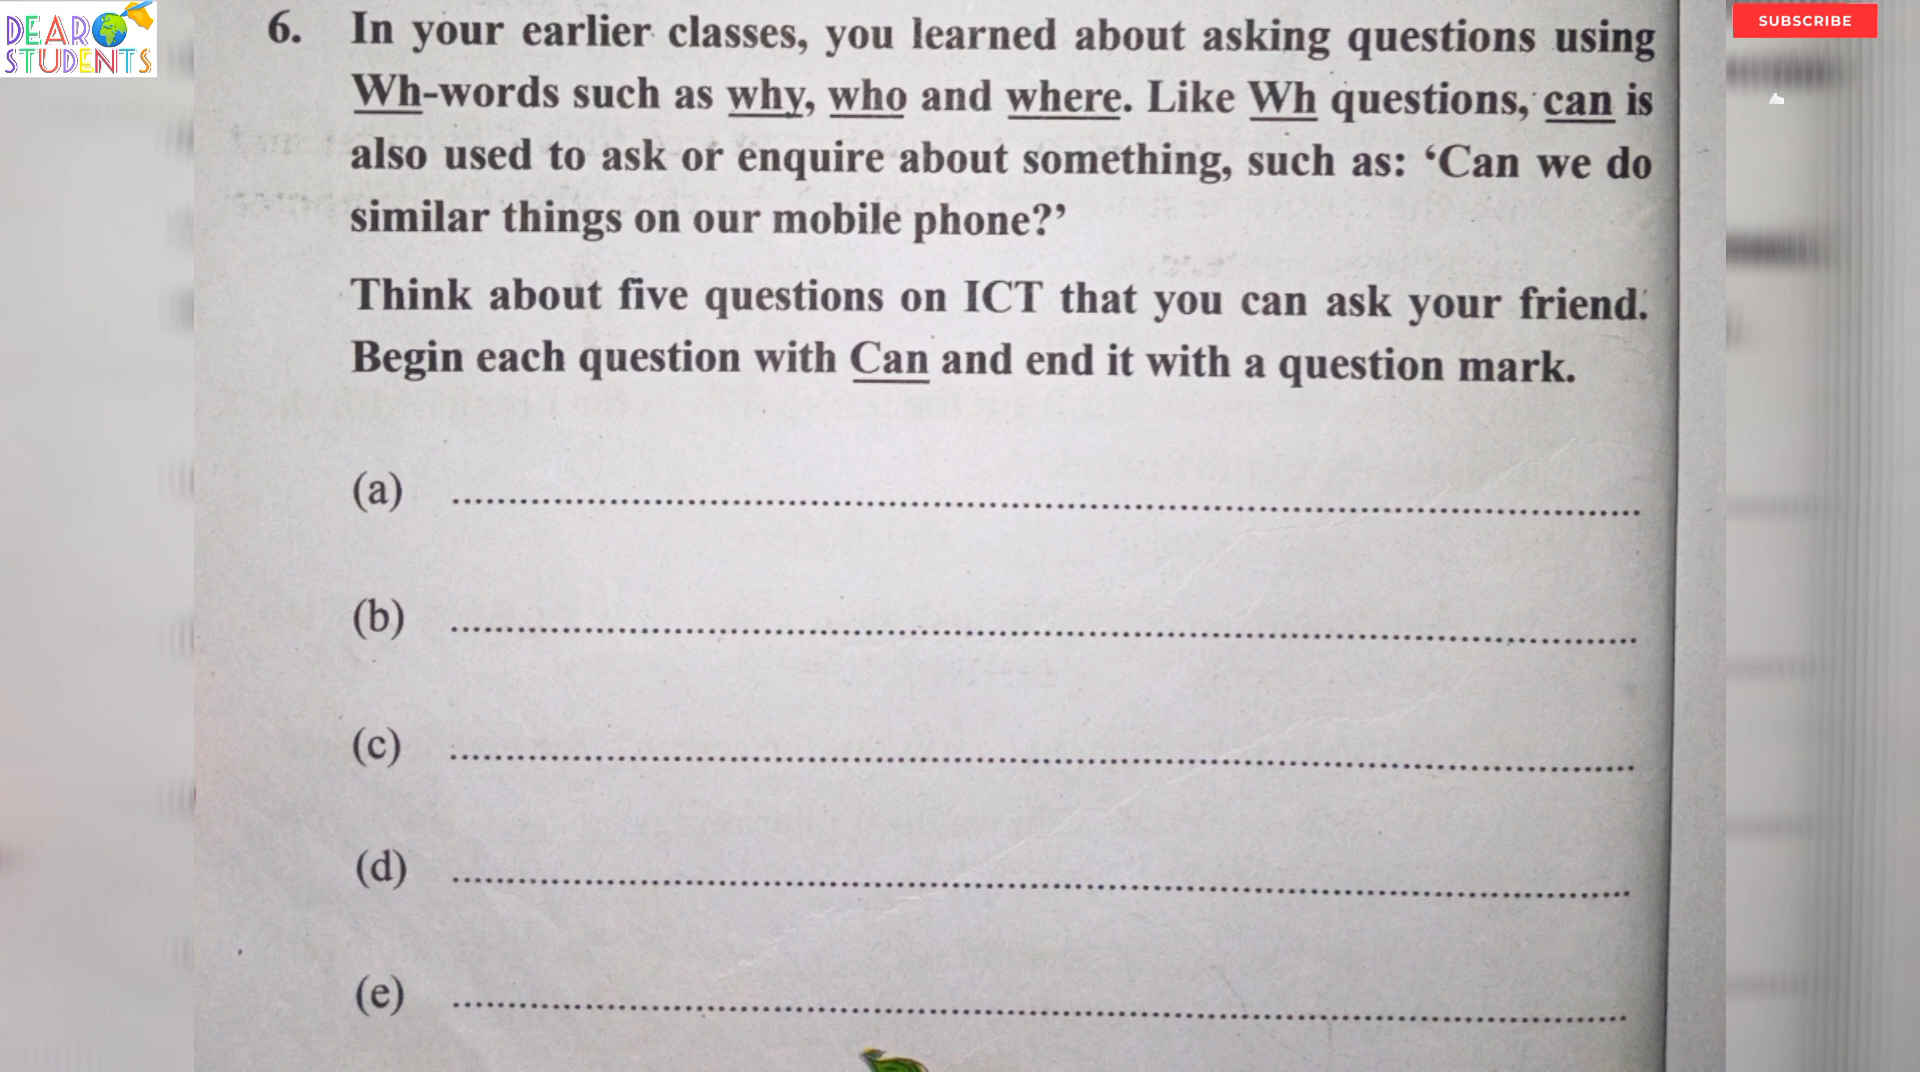 DEAR
STUDENTS
SUBSCRIBE
6. In your earlier classes, you learned about asking questions using
Wh-words such as why, who and where. Like Wh questions, can is
also used to ask or enquire about something, such as: ‘Can we do
similar things on our mobile phone?’
Think about five questions on ICT that you can ask your friend.
Begin each question with Can and end it with a question mark.
(a)
(b)
(c)
(d)
(e)